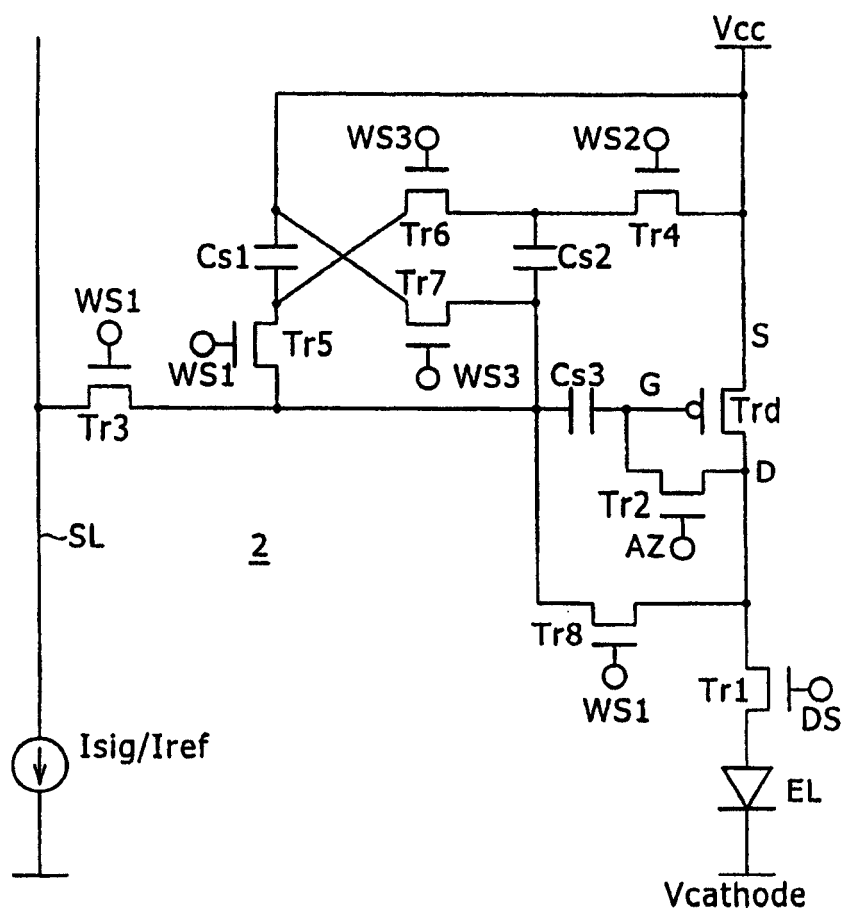 Vcc
WS3
WS2
Tr6
Tr4
Cs1
Cs2
Tr7
WS1
Tr5
WS1
WS3
S
Cs3
G
Trd
Tr3
D
Tr2
SL
2
AZ
Tr8
Tr1
WS1
DS
Isig/Iref
EL
Vcathode